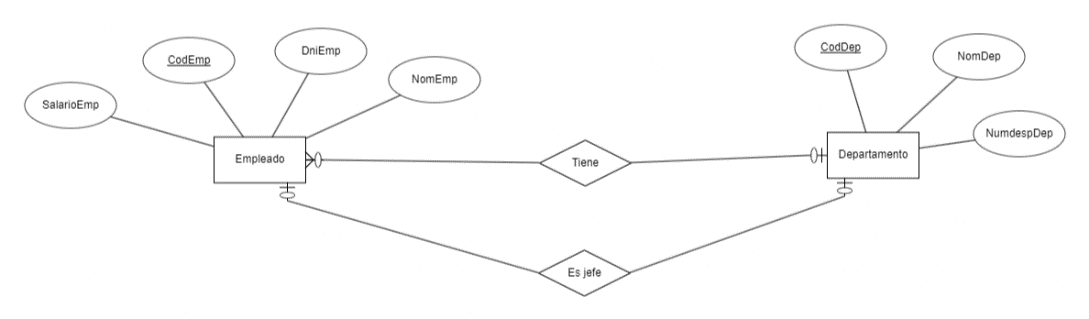 CodEmp
DniEmp
NomEmp
SalarioEmp
CodDep
NomDep
NumdespDep
Empleado
Tiene
Departamento
Es jefe